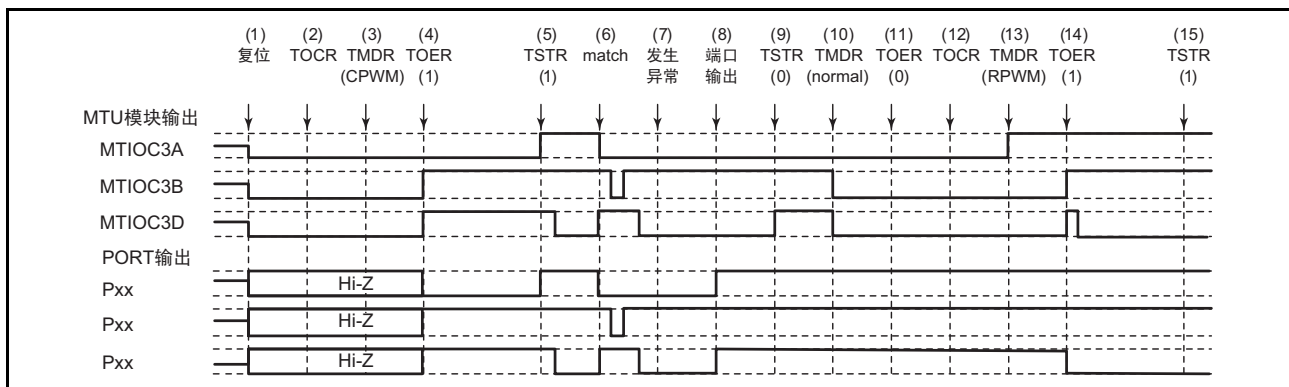 (1) (2) (3) (4) (5) (6) (7) (8) (9) (10) (11) (12) (13) (14) (15)
复位 TOCR TMDR TOER TSTR match 发生 端口 TSTR TMDR TOER TOCR TMDR TOER TSTR
(CPWM) (1) (1) 异常 输出 (0) (normal) (0) (RPWM) (1) (1)
MTU模块输出
MTIOC3A
MTIOC3B
MTIOC3D
PORT输出
Pxx Hi-Z
Pxx Hi-Z
Pxx Hi-Z